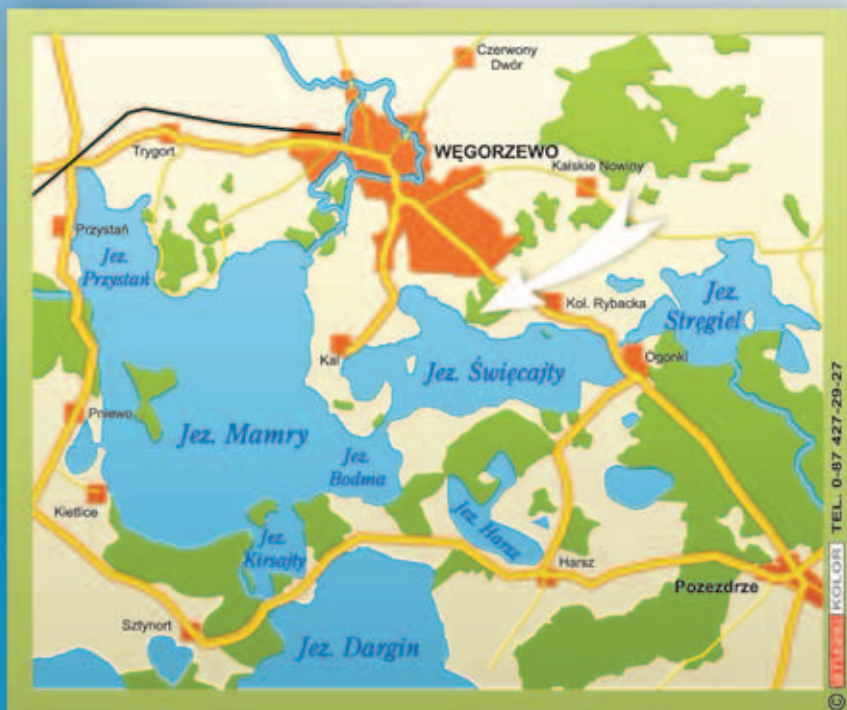 Czerwony
Dwór
WĘGORZEWO
Trygort
Kalskie Nowiny
Przystań
Jez.
Przystań
Kol. Rybacka
Jez.
Stręgiel
Kal
Jez. Święcajty
Ogonki
Pniewo
Jez. Mamry
Jez.
Bodma
Kietlice
Jez.
Kirsajty
Jez. Harsz
Harsz
Pozezdrze
Sztynort
Jez. Dargin
© STUDIO KOLOR TEL. 0-87 427-29-27